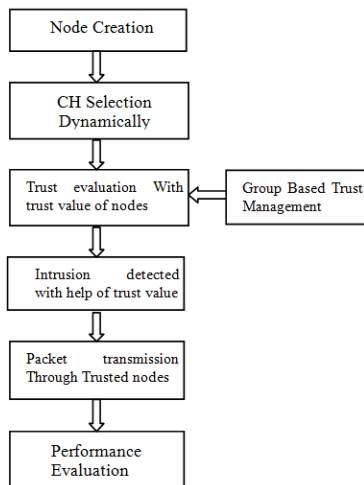 Node Creation
CH Selection
Dynamically
Trust evaluation With
trust value of nodes
Group Based Trust
Management
Intrusion detected
with help of trust value
Packet transmission
Through Trusted nodes
Performance
Evaluation